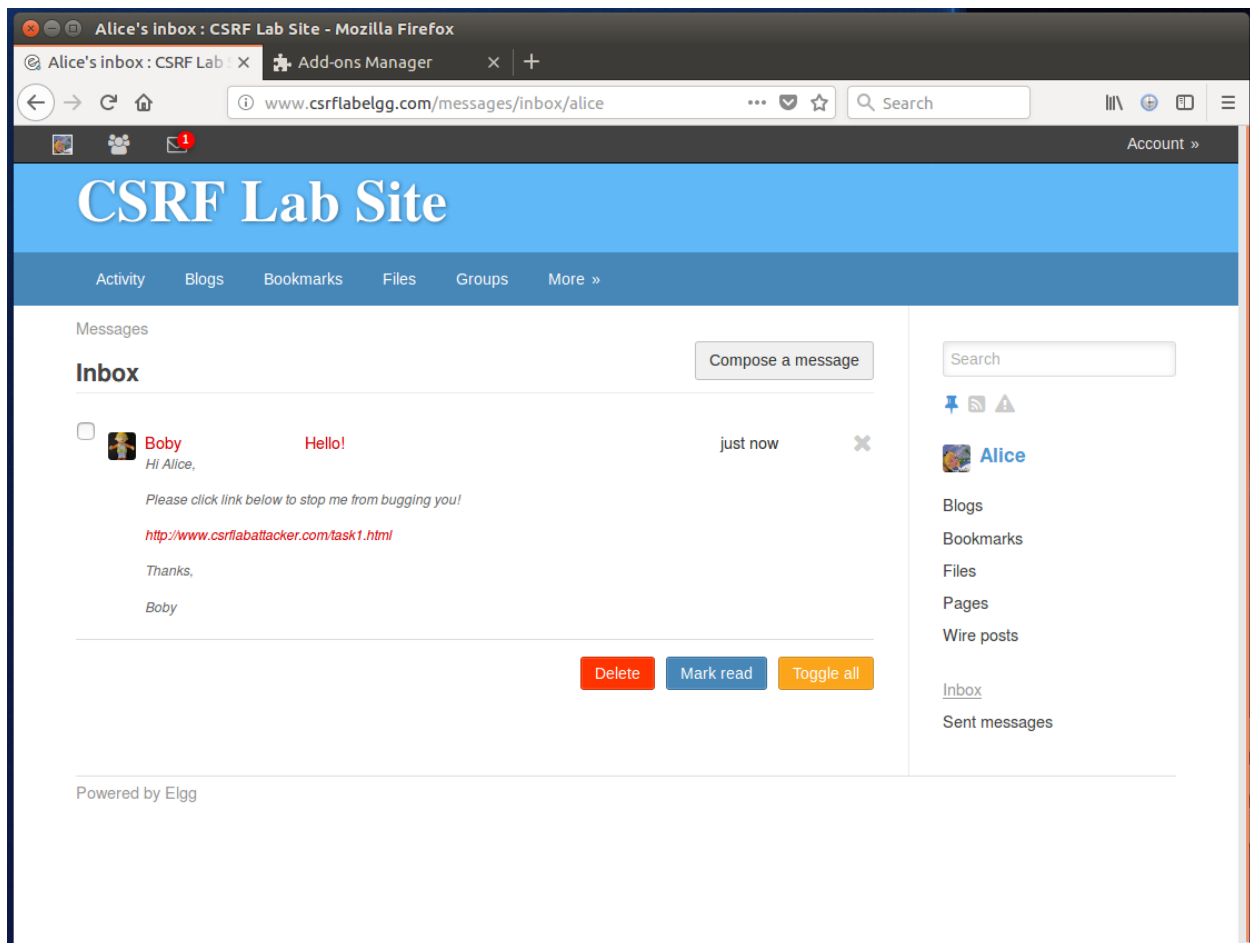 Alice's inbox : CSRF Lab Site - Mozilla Firefox
Alice's inbox : CSRF Lab Add-ons Manager
www.csrflabelgg.com/messages/inbox/alice Search
1 Account »
CSRF Lab Site
Activity Blogs Bookmarks Files Groups More »
Messages
Inbox
Compose a message
Boby Hello! just now
Hi Alice,
Please click link below to stop me from bugging you!
http://www.csrflabattacker.com/task1.html
Thanks,
Boby
Delete Mark read Toggle all
Search
Alice
Blogs
Bookmarks
Files
Pages
Wire posts
Inbox
Sent messages
Powered by Elgg